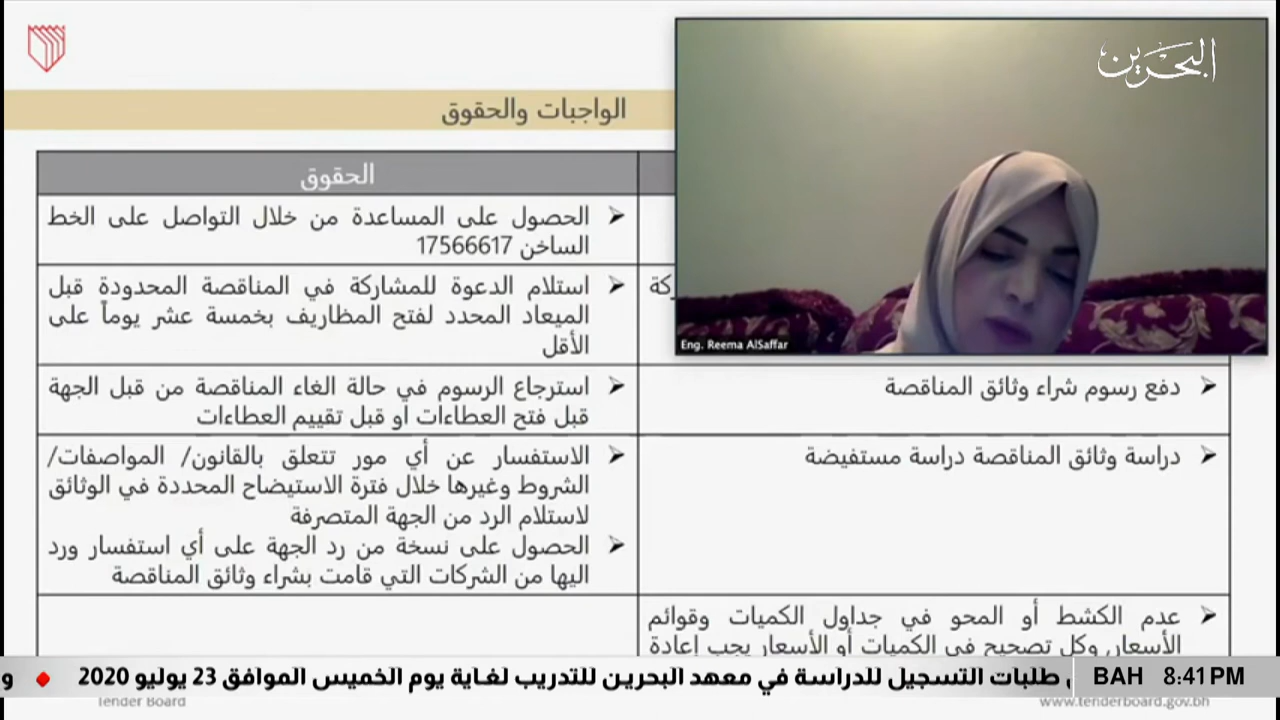 البحرين
الواجبات والحقوق
الحقوق
الحصول على المساعدة من خلال التواصل على الخط
الساخن 17566617
استلام الدعوة للمشاركة في المناقصة المحدودة قبل
الميعاد المحدد لفتح المظاريف بخمسة عشر يوماً على
الأقل
Eng. Reema AlSaffar
دفع رسوم شراء وثائق المناقصة
استرجاع الرسوم في حالة الغاء المناقصة من قبل الجهة
قبل فتح العطاءات او قبل تقييم العطاءات
دراسة وثائق المناقصة دراسة مستفيضة
الاستفسار عن أي مور تتعلق بالقانون/ المواصفات/
الشروط وغيرها خلال فترة الاستيضاح المحددة في الوثائق
لاستلام الرد من الجهة المتصرفة
الحصول على نسخة من رد الجهة على أي استفسار ورد
اليها من الشركات التي قامت بشراء وثائق المناقصة
عدم الكشط أو المحو في جداول الكميات وقوائم
الأسعار وكل تصحيح في الكميات أو الأسعار يجب إعادة
طلبات التسجيل للدراسة في معهد البحرين للتدريب لغاية يوم الخميس الموافق 23 يوليو 2020
BAH 8:41 PM
Tender Board
www.tenderboard.gov.bh